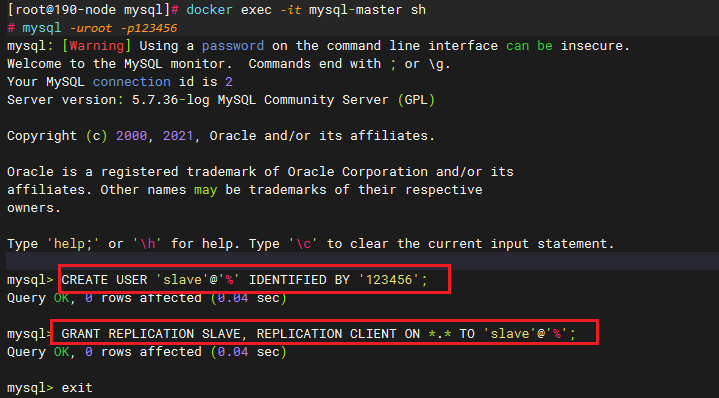 [root@190-node mysql]# docker exec -it mysql-master sh
# mysql -uroot -p123456
mysql: [Warning] Using a password on the command line interface can be insecure.
Welcome to the MySQL monitor.  Commands end with ; or \g.
Your MySQL connection id is 2
Server version: 5.7.36-log MySQL Community Server (GPL)
Copyright (c) 2000, 2021, Oracle and/or its affiliates.
Oracle is a registered trademark of Oracle Corporation and/or its
affiliates. Other names may be trademarks of their respective
owners.
Type 'help;' or '\h' for help. Type '\c' to clear the current input statement.
mysql> CREATE USER 'slave'@'%' IDENTIFIED BY '123456';
Query OK, 0 rows affected (0.04 sec)
mysql> GRANT REPLICATION SLAVE, REPLICATION CLIENT ON *.* TO 'slave'@'%';
Query OK, 0 rows affected (0.04 sec)
mysql> exit